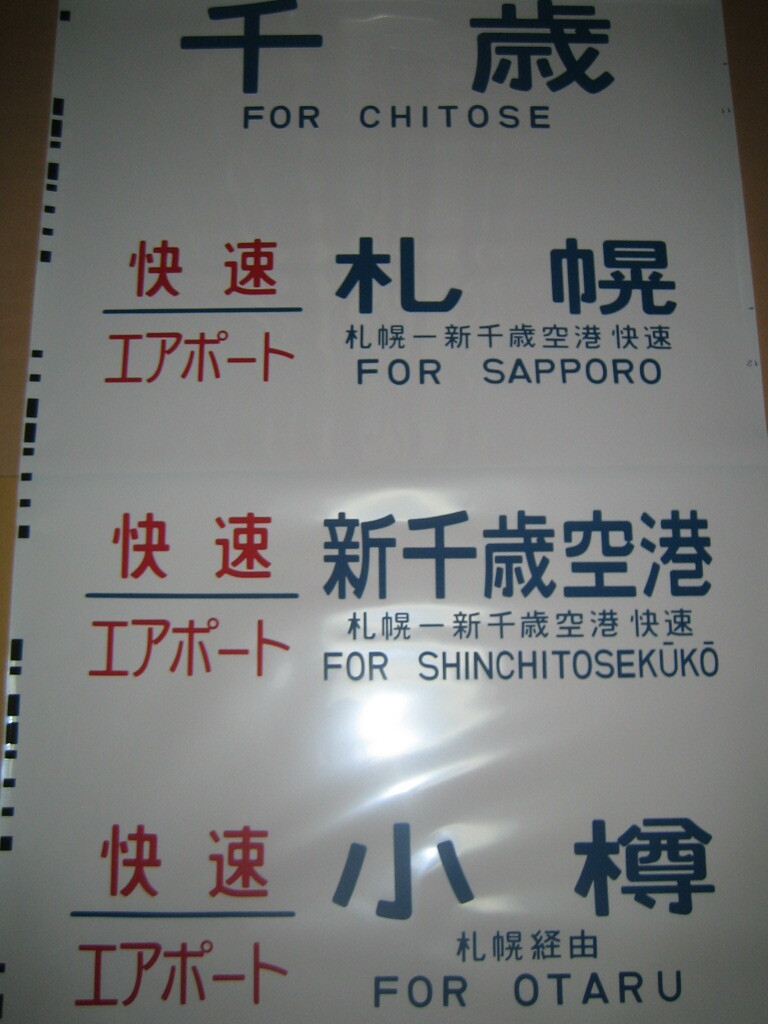 千歳
FOR CHITOSE
快速 札幌
エアポート 札幌ー新千歳空港 快速
FOR SAPPORO
快速 新千歳空港
エアポート 札幌ー新千歳空港 快速
FOR SHINCHITOSEKŪKŌ
快速 小樽
エアポート 札幌経由
FOR OTARU